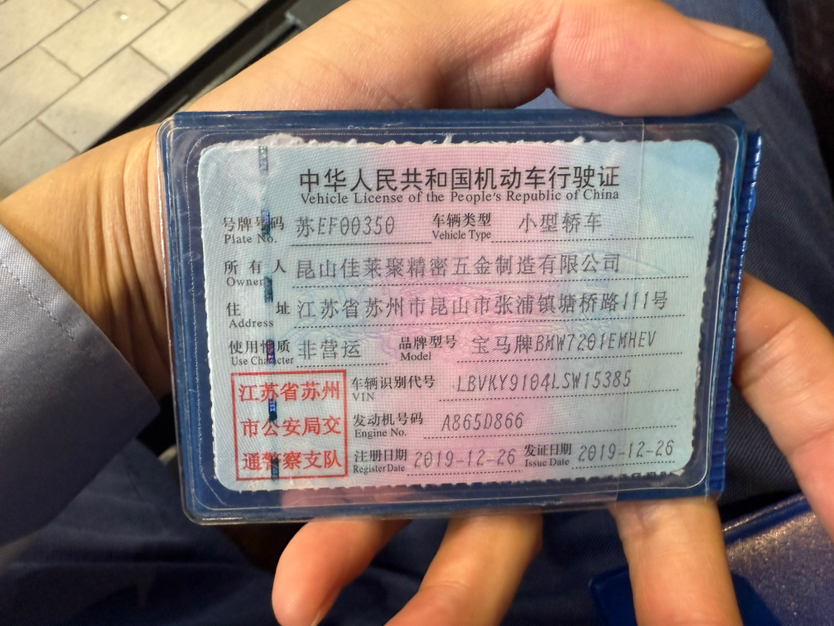 中华人民共和国机动车行驶证
Vehicle License of the People's Republic of China
号牌号码 苏EF00350 车辆类型 小型轿车
Plate No. Vehicle Type
所有人 昆山佳莱聚精密五金制造有限公司
Owner
住址 江苏省苏州市昆山市张浦镇塘桥路111号
Address
使用性质 非营运 品牌型号 宝马牌BMW7201EMHEV
Use Character Model
江苏省苏州
市公安局交
通警察支队
车辆识别代号 LBVKY9104LSW15385
VIN
发动机号码 A865D866
Engine No.
注册日期 2019-12-26 发证日期 2019-12-26
Register Date Issue Date